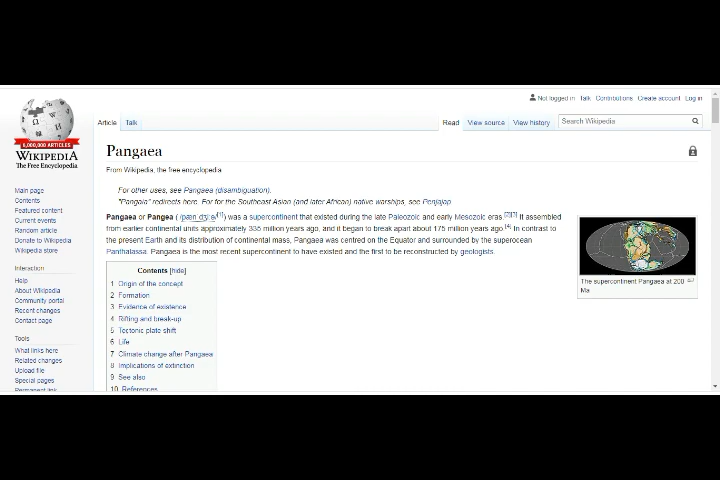 Not logged in Talk Contributions Create account Log in
Article Talk Read View source View history Search Wikipedia
6,000,000 ARTICLES
WIKIPEDIA
The Free Encyclopedia
Main page
Contents
Featured content
Current events
Random article
Donate to Wikipedia
Wikipedia store
Interaction
Help
About Wikipedia
Community portal
Recent changes
Contact page
Tools
What links here
Related changes
Upload file
Special pages
Permanent link
Pangaea
From Wikipedia, the free encyclopedia
For other uses, see Pangaea (disambiguation).
"Pangaia" redirects here. For for the Southeast Asian (and later African) native warships, see Penjajap.
Pangaea or Pangea (/pænˈdʒiːə/[1]) was a supercontinent that existed during the late Paleozoic and early Mesozoic eras.[2][3] It assembled
from earlier continental units approximately 335 million years ago, and it began to break apart about 175 million years ago.[4] In contrast to
the present Earth and its distribution of continental mass, Pangaea was centred on the Equator and surrounded by the superocean
Panthalassa. Pangaea is the most recent supercontinent to have existed and the first to be reconstructed by geologists.
The supercontinent Pangaea at 200
Ma
Contents [hide]
1 Origin of the concept
2 Formation
3 Evidence of existence
4 Rifting and break-up
5 Tectonic plate shift
6 Life
7 Climate change after Pangaea
8 Implications of extinction
9 See also
10 References